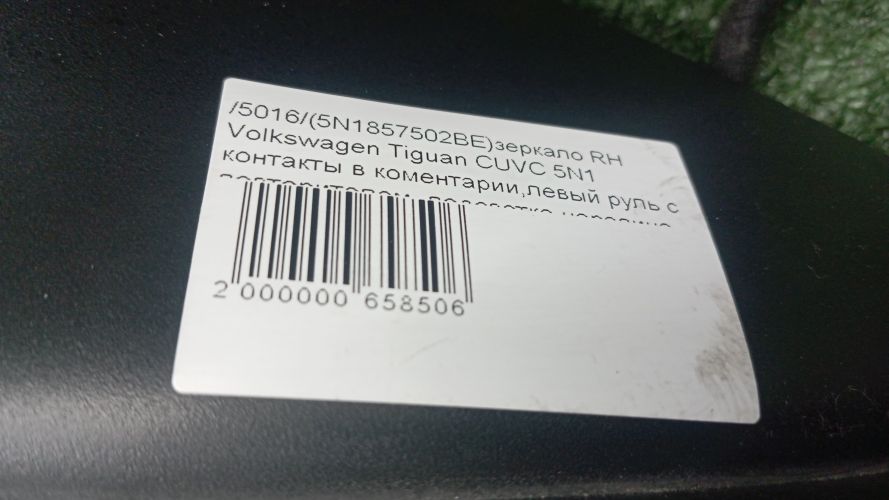 /5016/(5N1857502BE)зеркало RH
Volkswagen Tiguan CUVC 5N1
контакты в коментарии,левый руль с
2 000000 658506